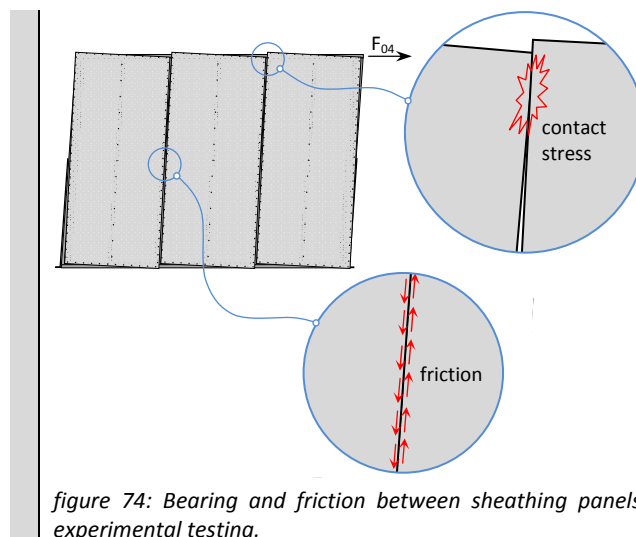 F04
contact
stress
friction
figure 74: Bearing and friction between sheathing panels
experimental testing.